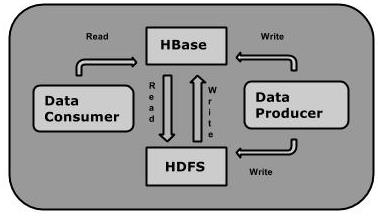 Read
HBase
Write
Data
Consumer
Read
Write
Data
Producer
HDFS
Write